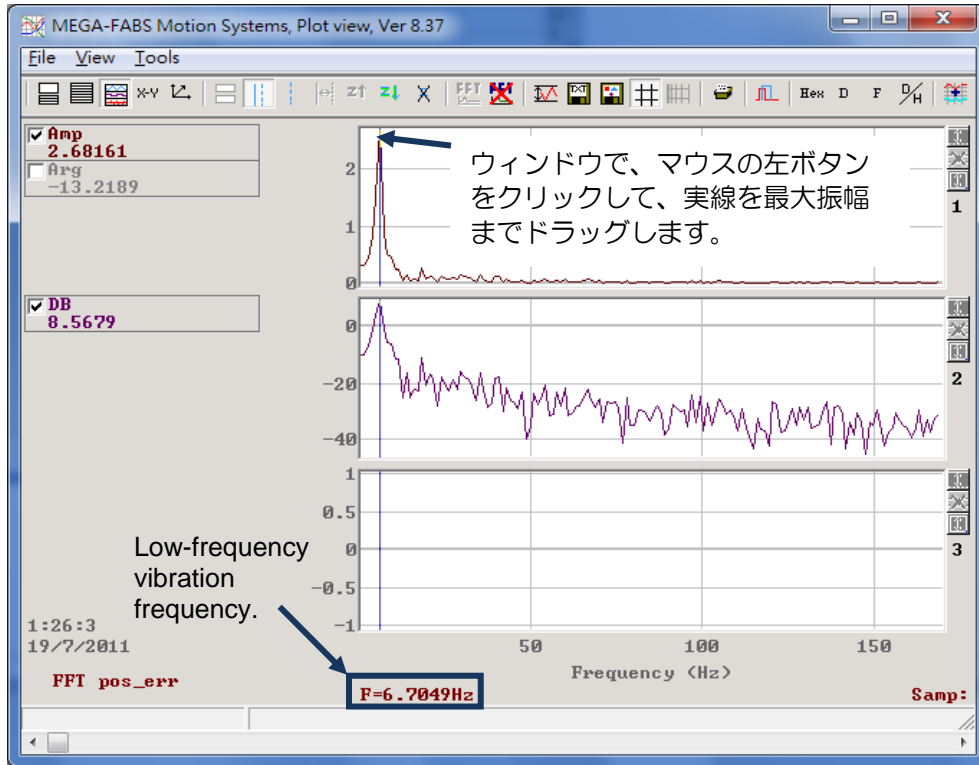 MEGA-FABS Motion Systems, Plot view, Ver 8.37
File View Tools
X-Y Z↑ Z↓ X FFT TXT Hex D F D/H
Amp
2.68161
Arg
-13.2189
2
1
0
1
ウィンドウで、マウスの左ボタン
をクリックして、実線を最大振幅
までドラッグします。
DB
8.5679
0
-20
-40
2
1
0.5
0
-0.5
-1
3
Low-frequency
vibration
frequency.
1:26:3
19/7/2011
50 100 150
Frequency (Hz)
FFT pos_err
F=6.7049Hz
Samp: